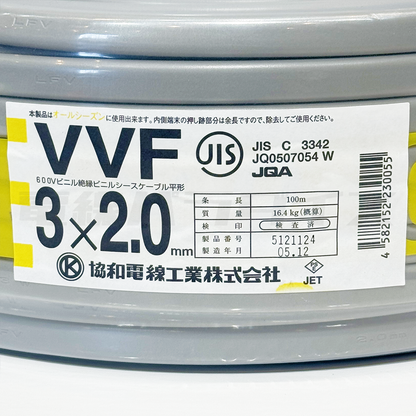 本製品はオールシーズンに使用出来ます。内側端末の押し跡部分は余長ですので、除去してご使用ください。
VVF
600Vビニル絶縁ビニルシースケーブル平形
3×2.0mm
JIS
JIS C 3342
JQ0507054 W
JQA
条 長 100m
質 量 16.4kg(概算)
検 印 検査済
製品番号 5121124
製造年月 05.12
K 協和電線工業株式会社
JET
4582152230055